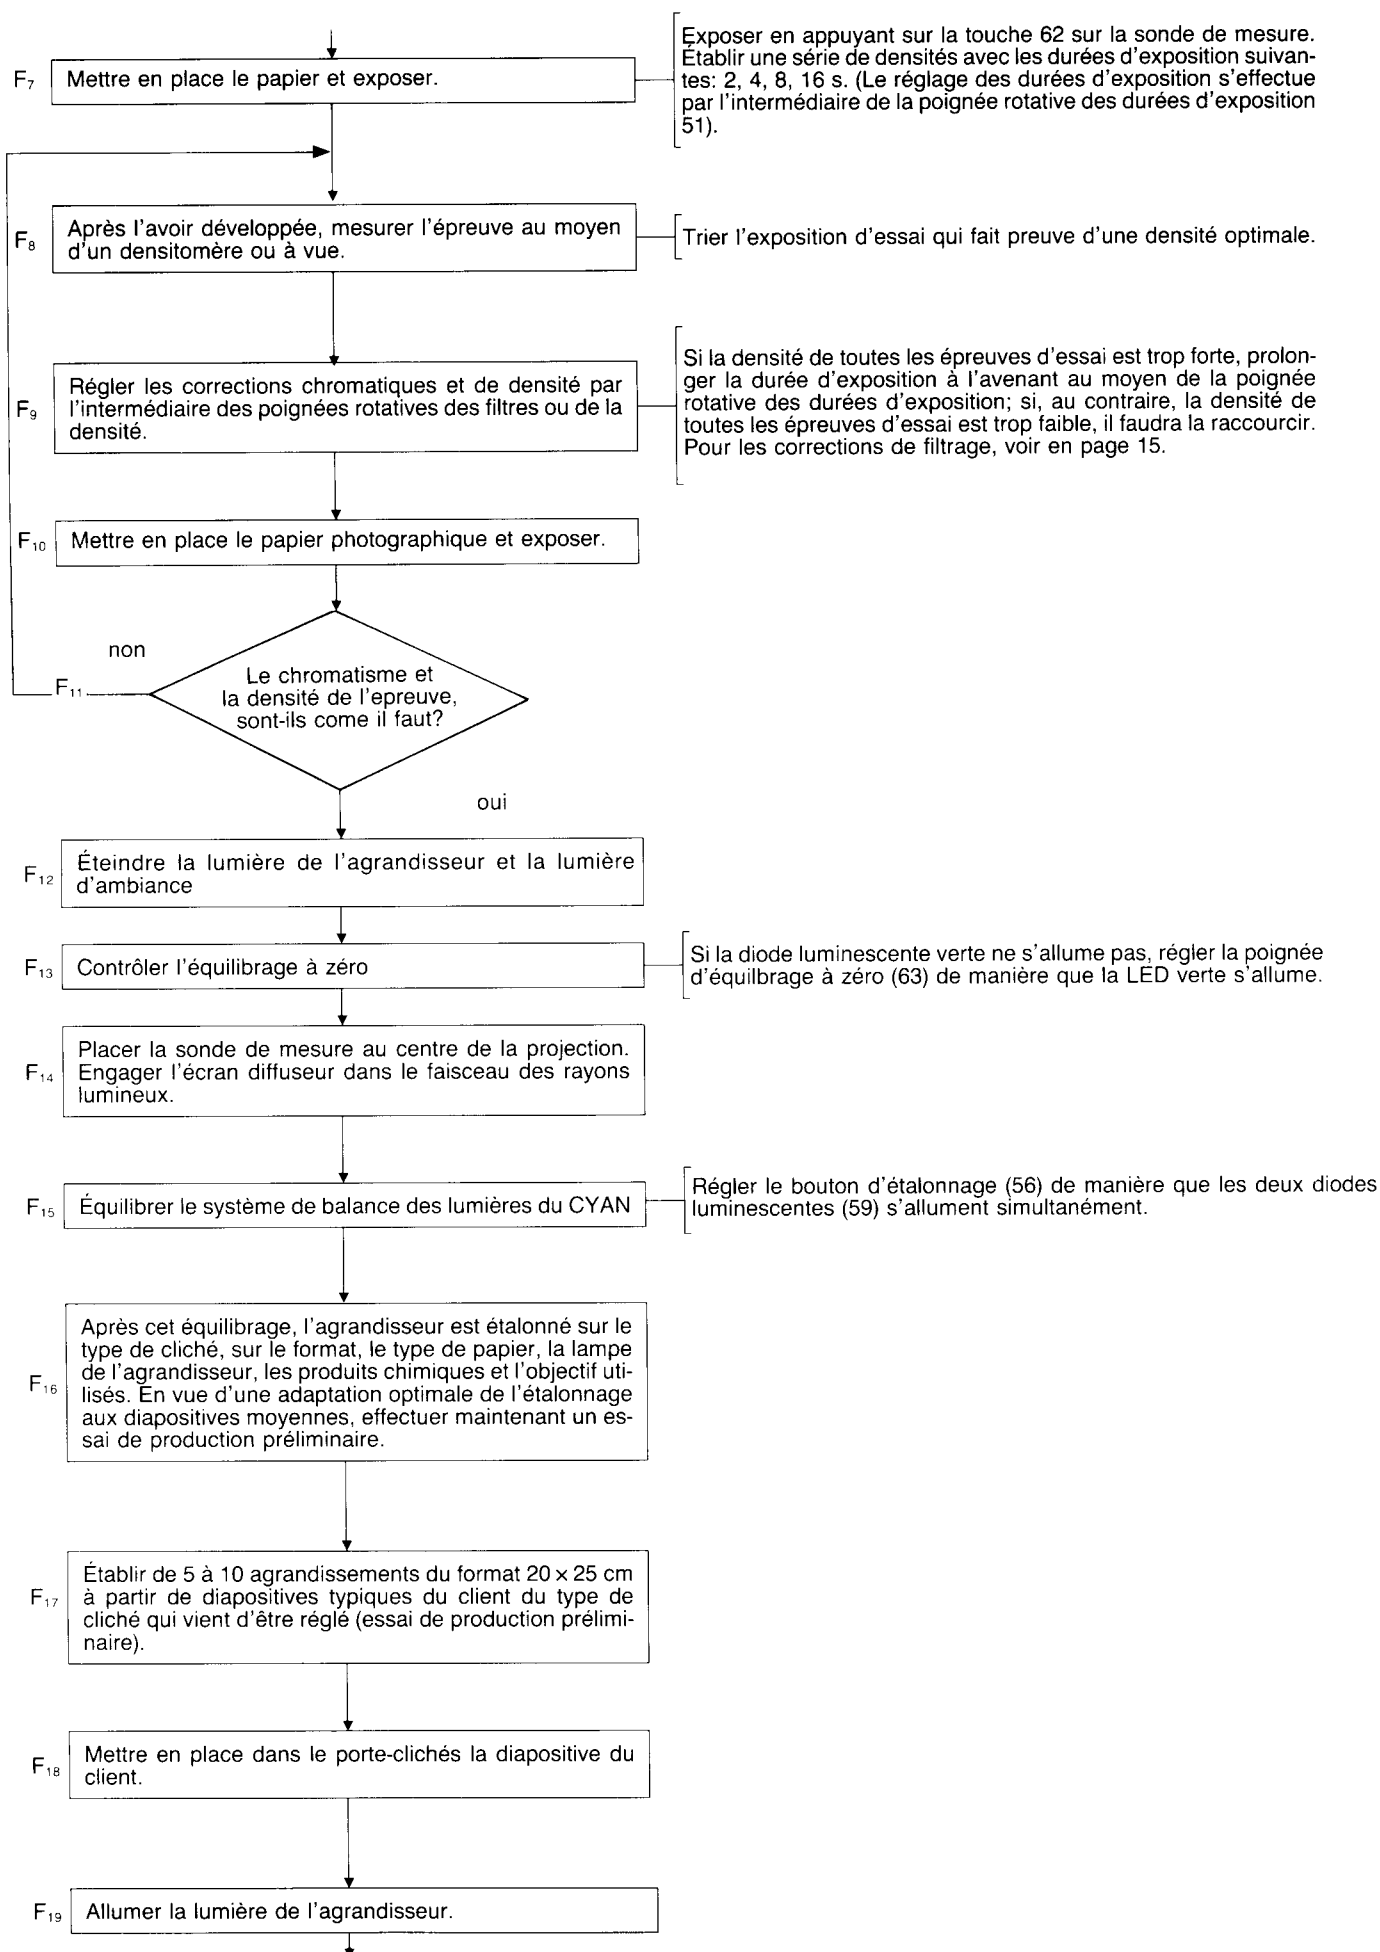 F7
Mettre en place le papier et exposer.
Exposer en appuyant sur la touche 62 sur la sonde de mesure.
Établir une série de densités avec les durées d'exposition suivan-
tes: 2, 4, 8, 16 s. (Le réglage des durées d'exposition s'effectue
par l'intermédiaire de la poignée rotative des durées d'exposition
51).
F8
Après l'avoir développée, mesurer l'épreuve au moyen
d'un densitomère ou à vue.
Trier l'exposition d'essai qui fait preuve d'une densité optimale.
F9
Régler les corrections chromatiques et de densité par
l'intermédiaire des poignées rotatives des filtres ou de la
densité.
Si la densité de toutes les épreuves d'essai est trop forte, prolon-
ger la durée d'exposition à l'avenant au moyen de la poignée
rotative des durées d'exposition; si, au contraire, la densité de
toutes les épreuves d'essai est trop faible, il faudra la raccourcir.
Pour les corrections de filtrage, voir en page 15.
F10
Mettre en place le papier photographique et exposer.
non
F11
Le chromatisme et
la densité de l'epreuve,
sont-ils come il faut?
oui
F12
Éteindre la lumière de l'agrandisseur et la lumière
d'ambiance
F13
Contrôler l'équilibrage à zéro
Si la diode luminescente verte ne s'allume pas, régler la poignée
d'équilbrage à zéro (63) de manière que la LED verte s'allume.
F14
Placer la sonde de mesure au centre de la projection.
Engager l'écran diffuseur dans le faisceau des rayons
lumineux.
F15
Équilibrer le système de balance des lumières du CYAN
Régler le bouton d'étalonnage (56) de manière que les deux diodes
luminescentes (59) s'allument simultanément.
F16
Après cet équilibrage, l'agrandisseur est étalonné sur le
type de cliché, sur le format, le type de papier, la lampe
de l'agrandisseur, les produits chimiques et l'objectif uti-
lisés. En vue d'une adaptation optimale de l'étalonnage
aux diapositives moyennes, effectuer maintenant un es-
sai de production préliminaire.
F17
Établir de 5 à 10 agrandissements du format 20 x 25 cm
à partir de diapositives typiques du client du type de
cliché qui vient d'être réglé (essai de production prélimi-
naire).
F18
Mettre en place dans le porte-clichés la diapositive du
client.
F19
Allumer la lumière de l'agrandisseur.